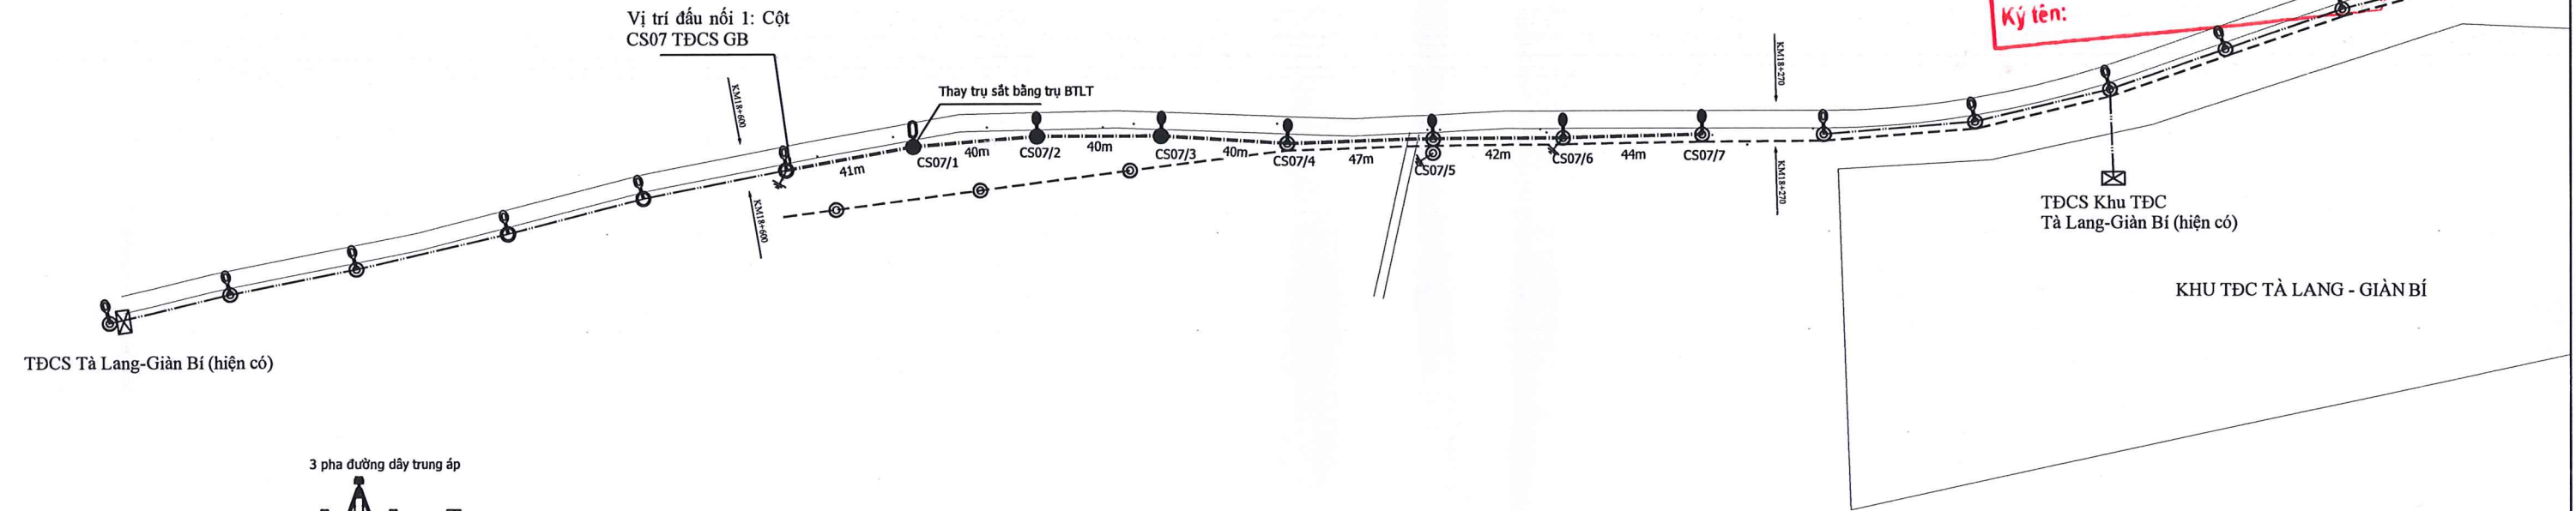 Vị trí đấu nối 1: Cột
CS07 TĐCS GB
Ký tên:
KM18+600
Thay trụ sắt bằng trụ BTLT
KM18+270
41m
CS07/1
40m
CS07/2
40m
CS07/3
40m
CS07/4
47m
CS07/5
42m
CS07/6
44m
CS07/7
KM18+600
KM18+270
TĐCS Khu TĐC
Tà Lang-Giàn Bí (hiện có)
KHU TĐC TÀ LANG - GIÀN BÍ
TĐCS Tà Lang-Giàn Bí (hiện có)
3 pha đường dây trung áp